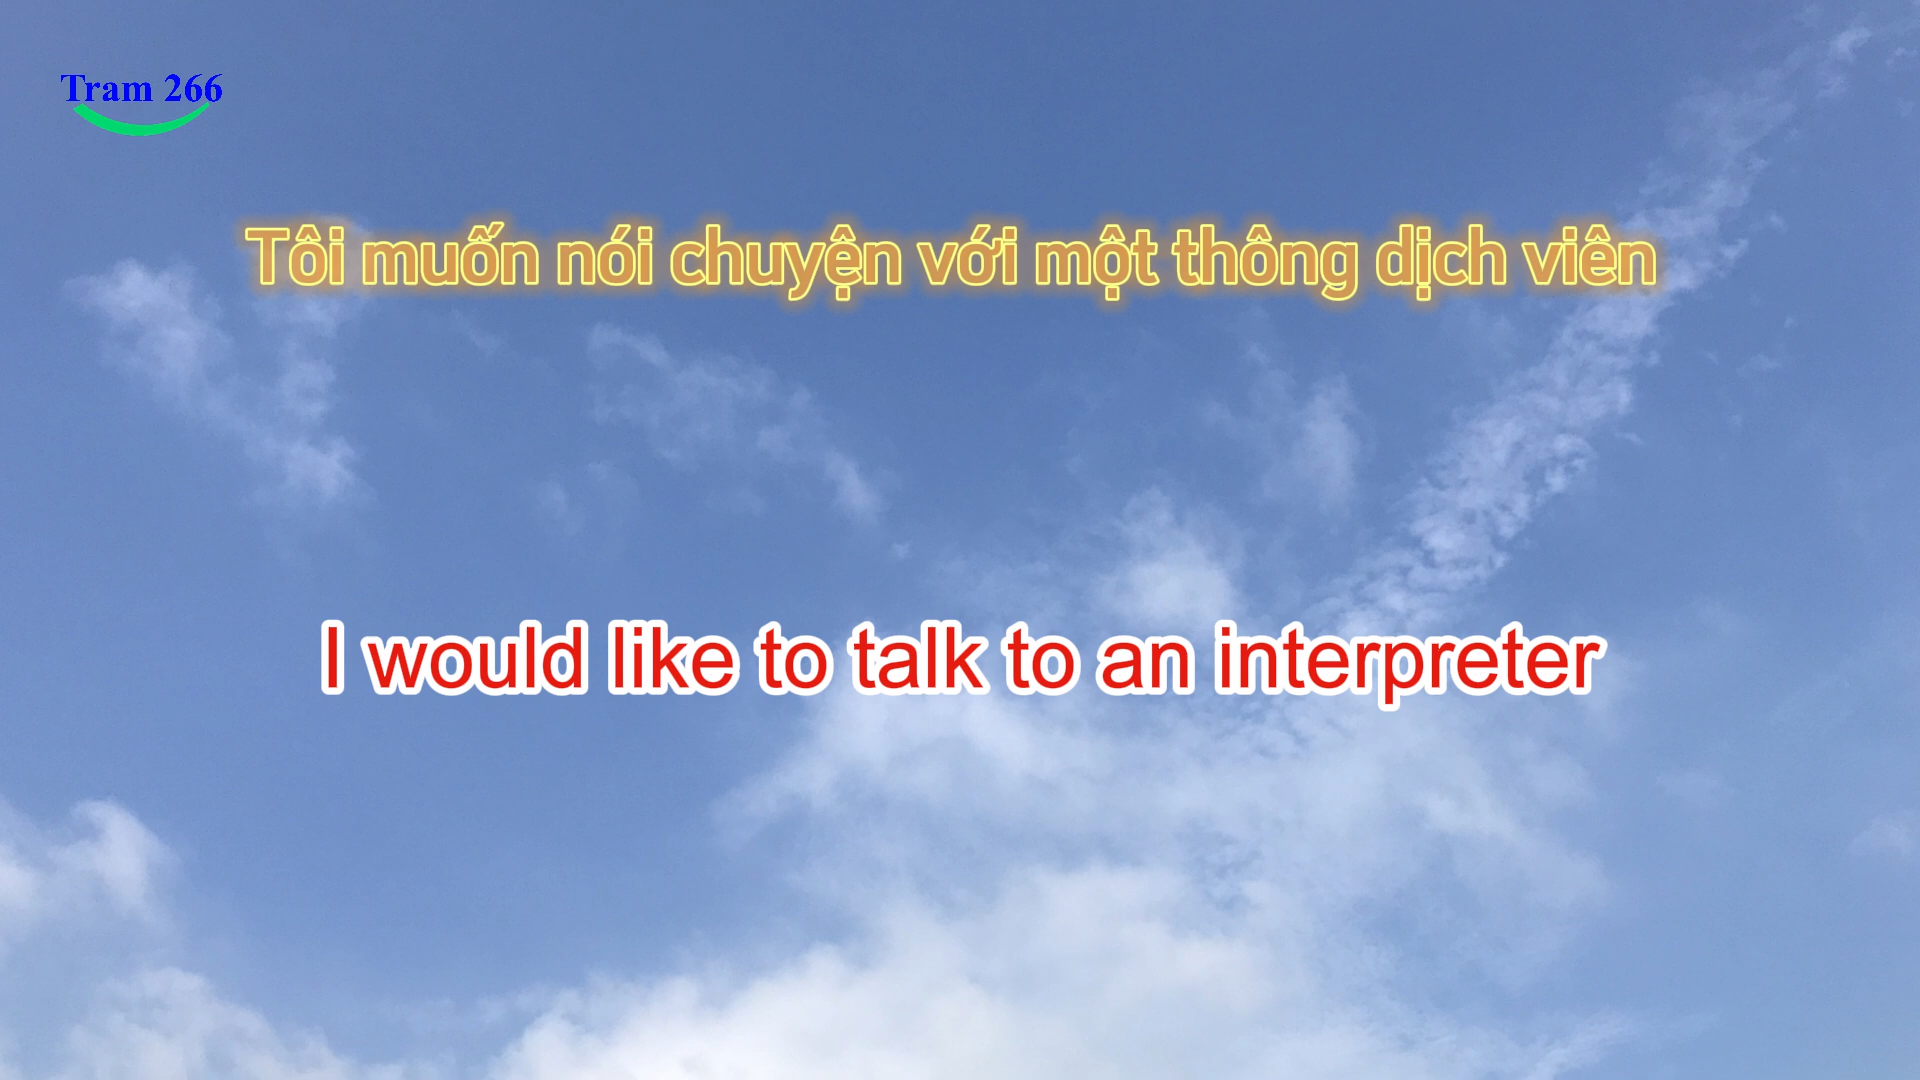 Tram 266
Tôi muốn nói chuyện với một thông dịch viên
I would like to talk to an interpreter